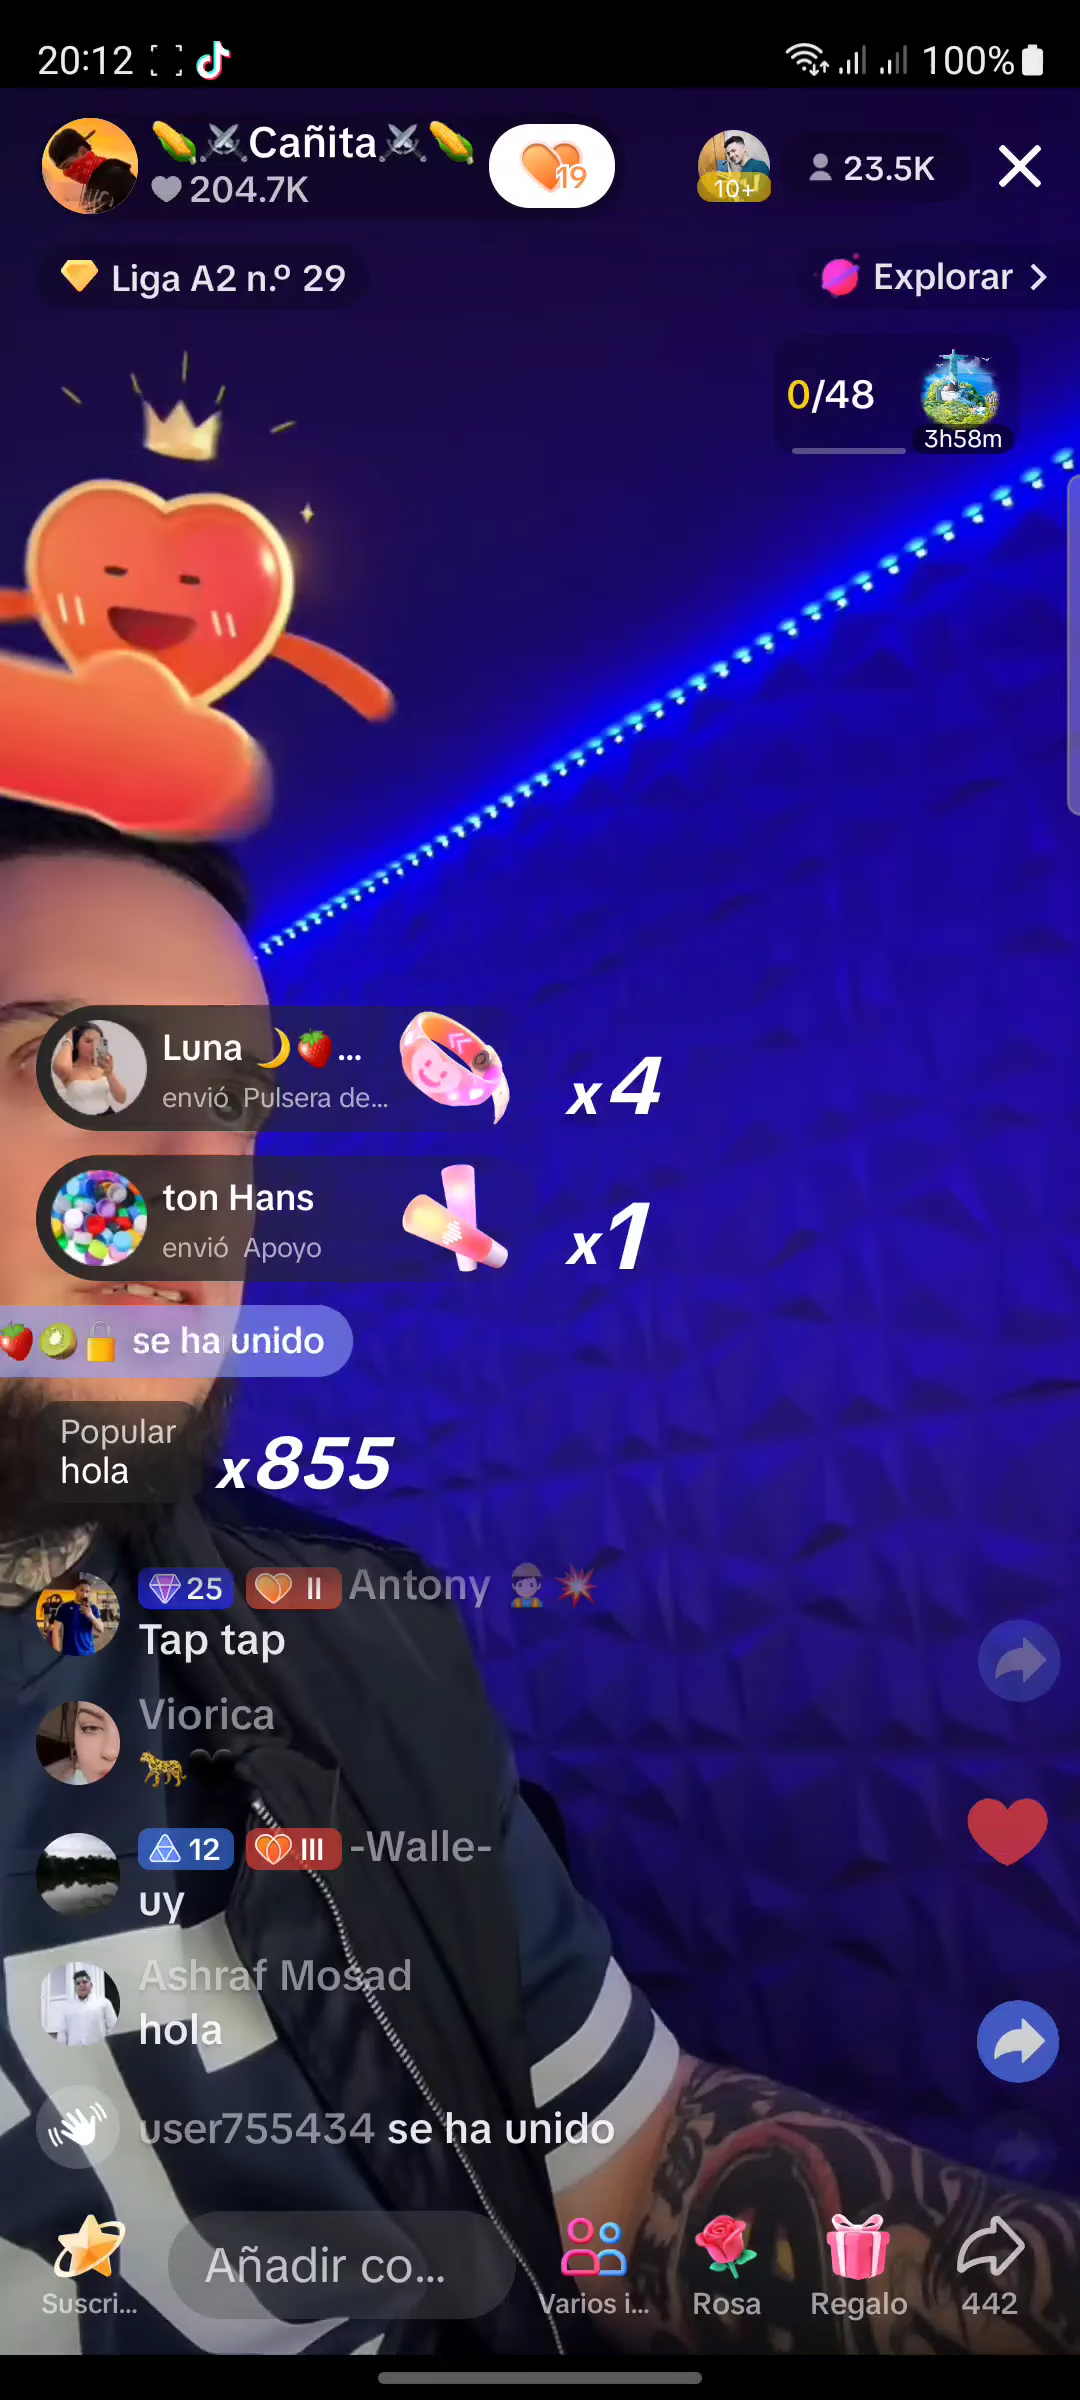 20:12
100%
🌽⚔️Cañita⚔️🌽
204.7K
19
10+
23.5K
Liga A2 n.º 29
Explorar
0/48
3h58m
Luna 🌙🍓...
envió Pulsera de...
x4
ton Hans
envió Apoyo
x1
🍓🥝🔒 se ha unido
Popular
hola
x855
25 II Antony 👷💥
Tap tap
Viorica
🐆🖤
12 III -Walle-
uy
Ashraf Mosad
hola
user755434 se ha unido
Suscri...
Añadir co...
Varios i...
Rosa
Regalo
442